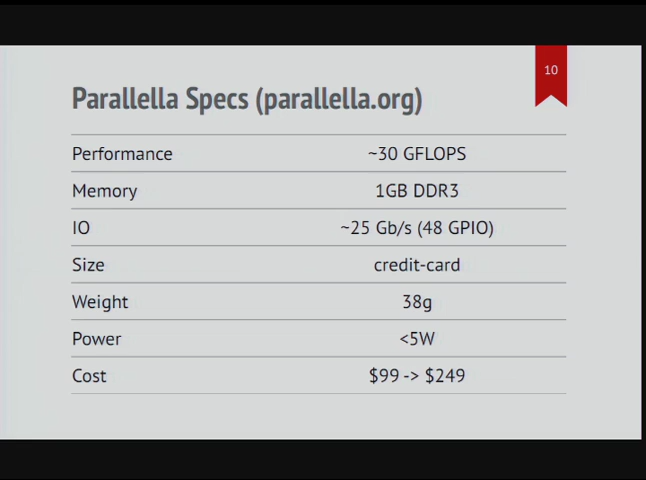 10
Parallella Specs (parallella.org)
Performance ~30 GFLOPS
Memory 1GB DDR3
IO ~25 Gb/s (48 GPIO)
Size credit-card
Weight 38g
Power <5W
Cost $99 -> $249